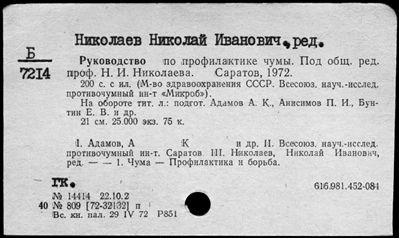 Николаев Николай Иванович, ред.
Б
7214
Руководство по профилактике чумы. Под общ. ред.
проф. Н. И. Николаева. Саратов, 1972.
200 с. с ил. (М-во здравоохранения СССР. Всесоюз. науч.-исслед.
противочумный ин-т «Микроб»).
На обороте тит. л.: подгот. Адамов А. К., Анисимов П. И., Бун-
тин Е. В. и др.
21 см. 25.000 экз. 75 к.
I. Адамов, А К и др. II. Всесоюз. науч.-исслед.
противочумный ин-т. Саратов. III. Николаев, Николай Иванович,
ред. — — 1. Чума — Профилактика и борьба.
ГК. 616.981.452-084
№ 14414 22.10.2
40 № 809 [72-32132] п
Вс. кн. пал. 29 IV 72 Р851